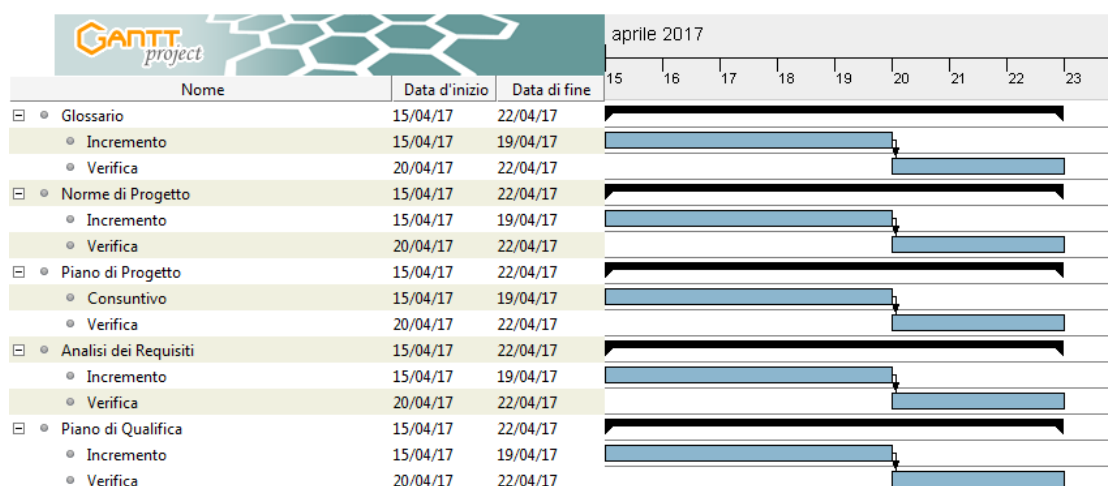 GANTT
project
aprile 2017
15 16 17 18 19 20 21 22 23
Nome Data d'inizio Data di fine
Glossario 15/04/17 22/04/17
Incremento 15/04/17 19/04/17
Verifica 20/04/17 22/04/17
Norme di Progetto 15/04/17 22/04/17
Incremento 15/04/17 19/04/17
Verifica 20/04/17 22/04/17
Piano di Progetto 15/04/17 22/04/17
Consuntivo 15/04/17 19/04/17
Verifica 20/04/17 22/04/17
Analisi dei Requisiti 15/04/17 22/04/17
Incremento 15/04/17 19/04/17
Verifica 20/04/17 22/04/17
Piano di Qualifica 15/04/17 22/04/17
Incremento 15/04/17 19/04/17
Verifica 20/04/17 22/04/17